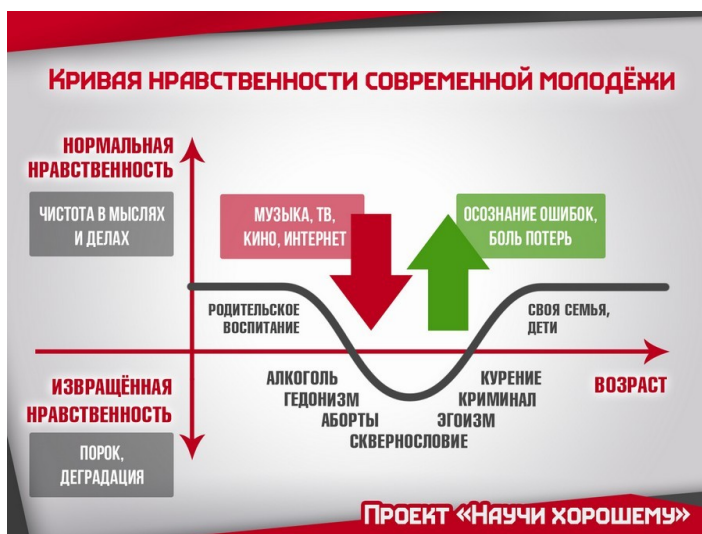 Кривая нравственности современной молодёжи
НОРМАЛЬНАЯ
НРАВСТВЕННОСТЬ
ЧИСТОТА В МЫСЛЯХ
И ДЕЛАХ
МУЗЫКА, ТВ,
КИНО, ИНТЕРНЕТ
ОСОЗНАНИЕ ОШИБОК,
БОЛЬ ПОТЕРЬ
РОДИТЕЛЬСКОЕ
ВОСПИТАНИЕ
СВОЯ СЕМЬЯ,
ДЕТИ
ИЗВРАЩЁННАЯ
НРАВСТВЕННОСТЬ
ПОРОК,
ДЕГРАДАЦИЯ
АЛКОГОЛЬ
ГЕДОНИЗМ
АБОРТЫ
СКВЕРНОСЛОВИЕ
КУРЕНИЕ
КРИМИНАЛ
ЭГОИЗМ
ВОЗРАСТ
Проект «Научи хорошему»